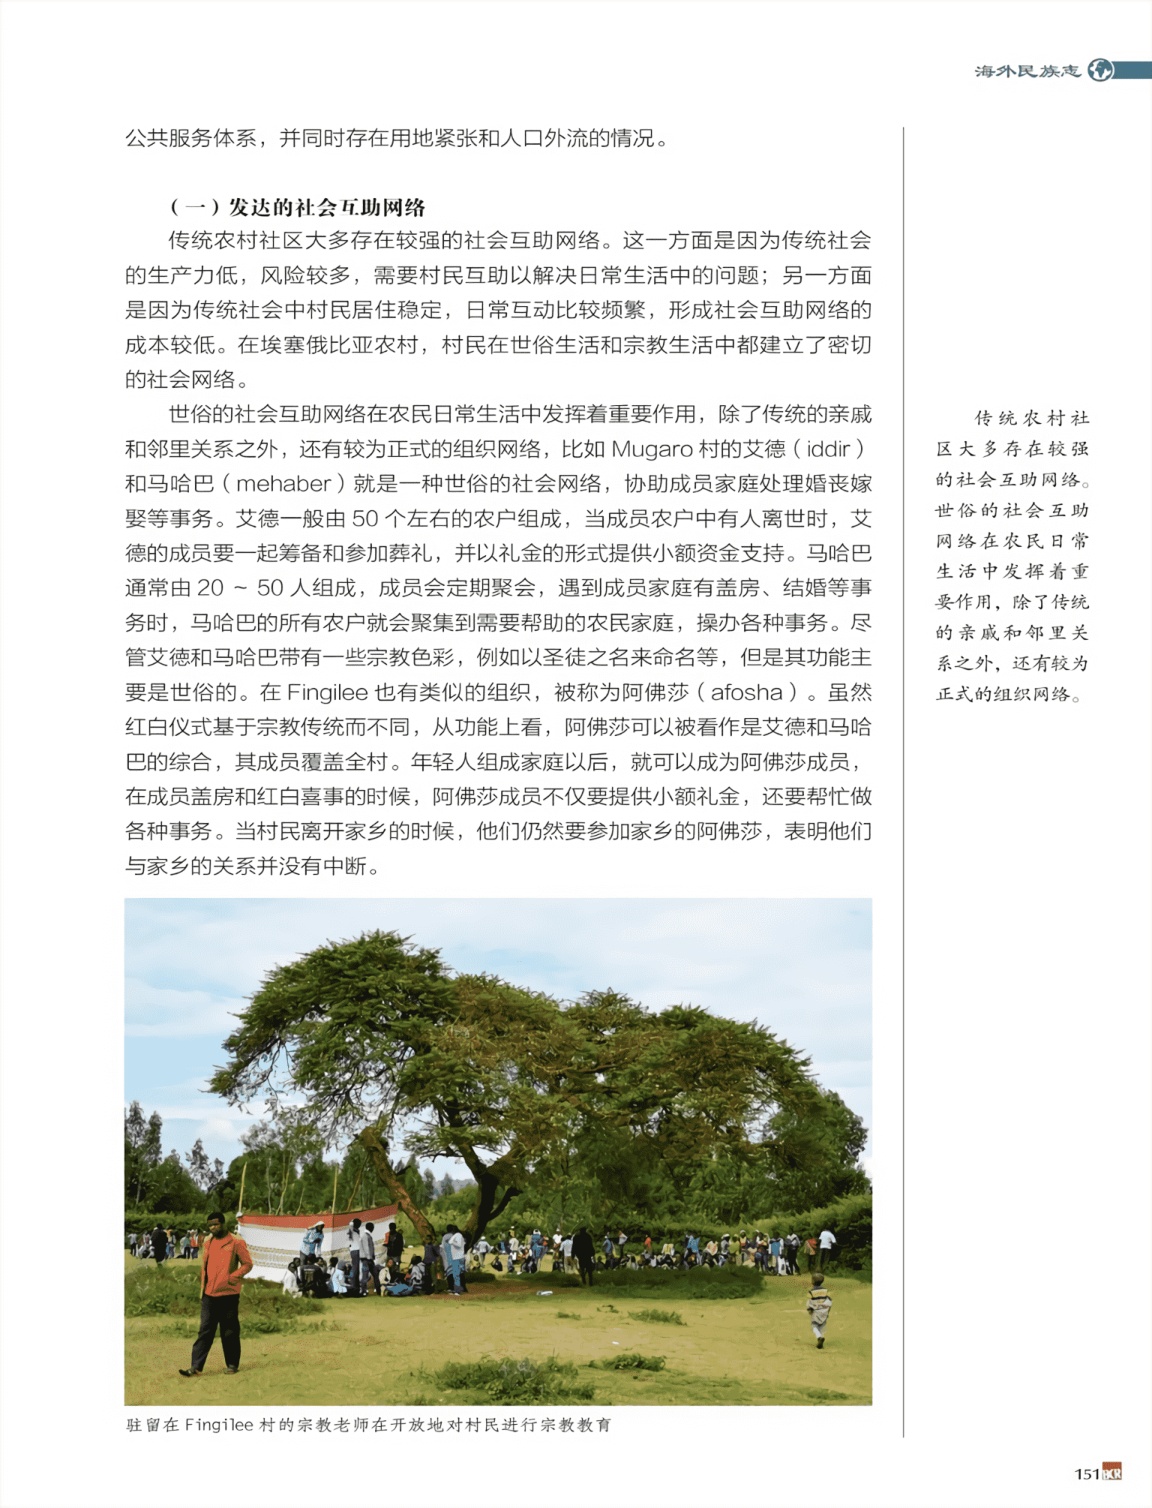 海外民族志
公共服务体系，并同时存在用地紧张和人口外流的情况。
（一）发达的社会互助网络
传统农村社区大多存在较强的社会互助网络。这一方面是因为传统社会
的生产力低，风险较多，需要村民互助以解决日常生活中的问题；另一方面
是因为传统社会中村民居住稳定，日常互动比较频繁，形成社会互助网络的
成本较低。在埃塞俄比亚农村，村民在世俗生活和宗教生活中都建立了密切
的社会网络。
世俗的社会互助网络在农民日常生活中发挥着重要作用，除了传统的亲戚
和邻里关系之外，还有较为正式的组织网络，比如 Mugaro 村的艾德（iddir）
和马哈巴（mehaber）就是一种世俗的社会网络，协助成员家庭处理婚丧嫁
娶等事务。艾德一般由 50 个左右的农户组成，当成员农户中有人离世时，艾
德的成员要一起筹备和参加葬礼，并以礼金的形式提供小额资金支持。马哈巴
通常由 20 ~ 50 人组成，成员会定期聚会，遇到成员家庭有盖房、结婚等事
务时，马哈巴的所有农户就会聚集到需要帮助的农民家庭，操办各种事务。尽
管艾德和马哈巴带有一些宗教色彩，例如以圣徒之名来命名等，但是其功能主
要是世俗的。在 Fingilee 也有类似的组织，被称为阿佛莎（afosha）。虽然
红白仪式基于宗教传统而不同，从功能上看，阿佛莎可以被看作是艾德和马哈
巴的综合，其成员覆盖全村。年轻人组成家庭以后，就可以成为阿佛莎成员，
在成员盖房和红白喜事的时候，阿佛莎成员不仅要提供小额礼金，还要帮忙做
各种事务。当村民离开家乡的时候，他们仍然要参加家乡的阿佛莎，表明他们
与家乡的关系并没有中断。
传统农村社
区大多存在较强
的社会互助网络。
世俗的社会互助
网络在农民日常
生活中发挥着重
要作用，除了传统
的亲戚和邻里关
系之外，还有较为
正式的组织网络。
驻留在 Fingilee 村的宗教老师在开放地对村民进行宗教教育
151